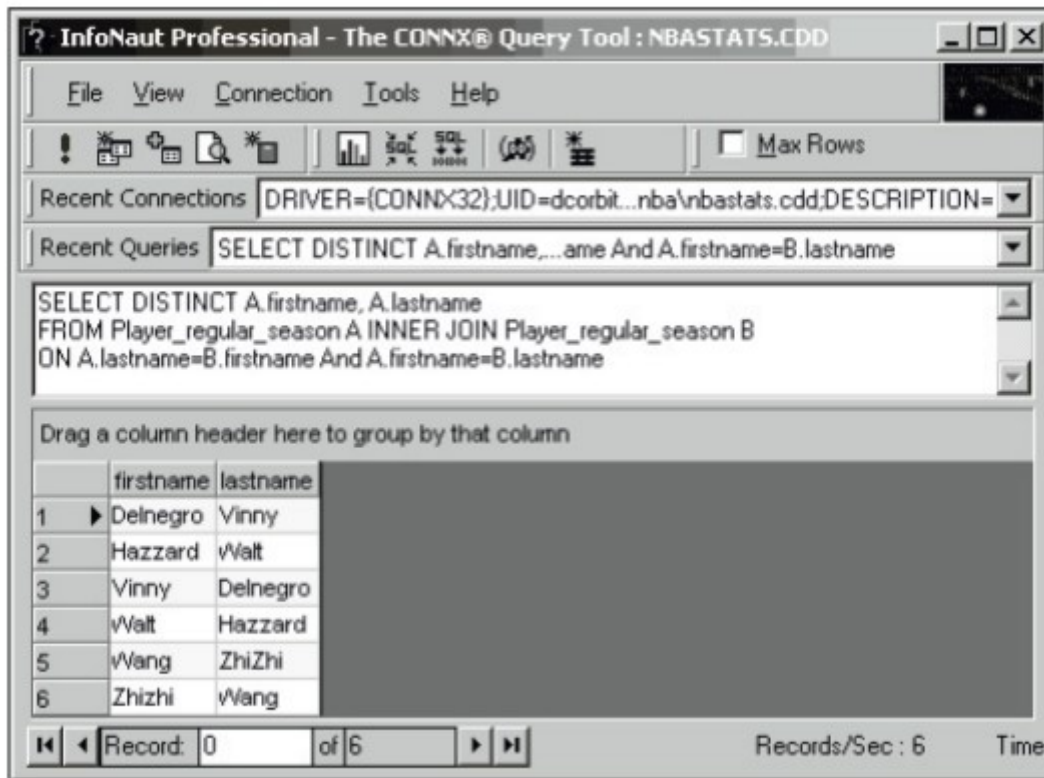 InfoNaut Professional - The CONNX® Query Tool : NBASTATS.CDD
File View Connection Tools Help
Max Rows
Recent Connections DRIVER={CONNX32};UID=dcorbit...nba\nbastats.cdd;DESCRIPTION=
Recent Queries SELECT DISTINCT A.firstname,...ame And A.firstname=B.lastname
SELECT DISTINCT A.firstname, A.lastname
FROM Player_regular_season A INNER JOIN Player_regular_season B
ON A.lastname=B.firstname And A.firstname=B.lastname
Drag a column header here to group by that column
firstname lastname
1 Delnegro Vinny
2 Hazzard Walt
3 Vinny Delnegro
4 Walt Hazzard
5 Wang ZhiZhi
6 Zhizhi Wang
Record: 0 of 6 Records/Sec : 6 Time